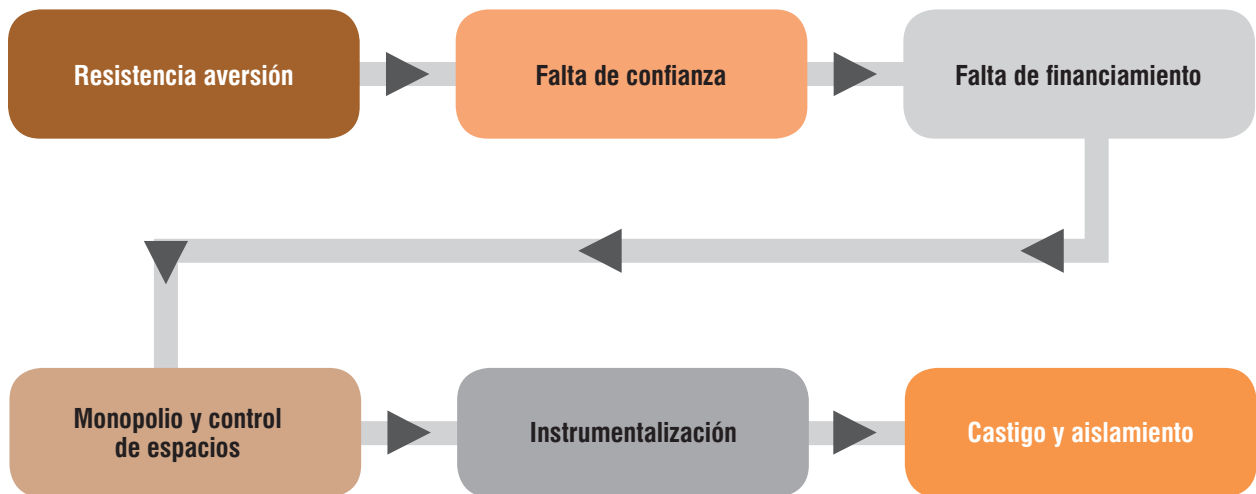 Resistencia aversión
Falta de confianza
Falta de financiamiento
Monopolio y control
de espacios
Instrumentalización
Castigo y aislamiento